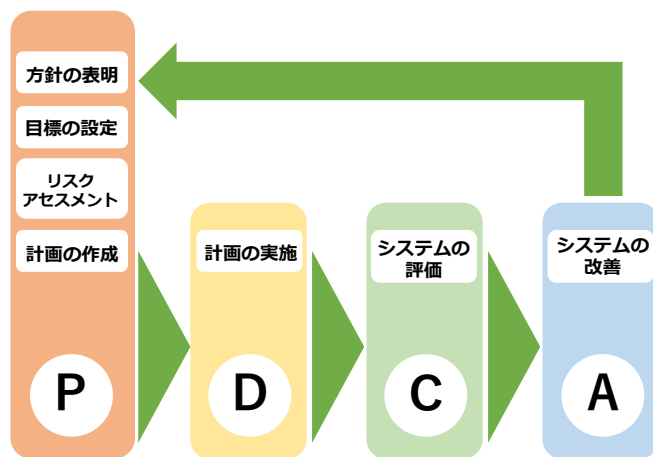 方針の表明
目標の設定
リスク
アセスメント
計画の作成
P
計画の実施
D
システムの
評価
C
システムの
改善
A